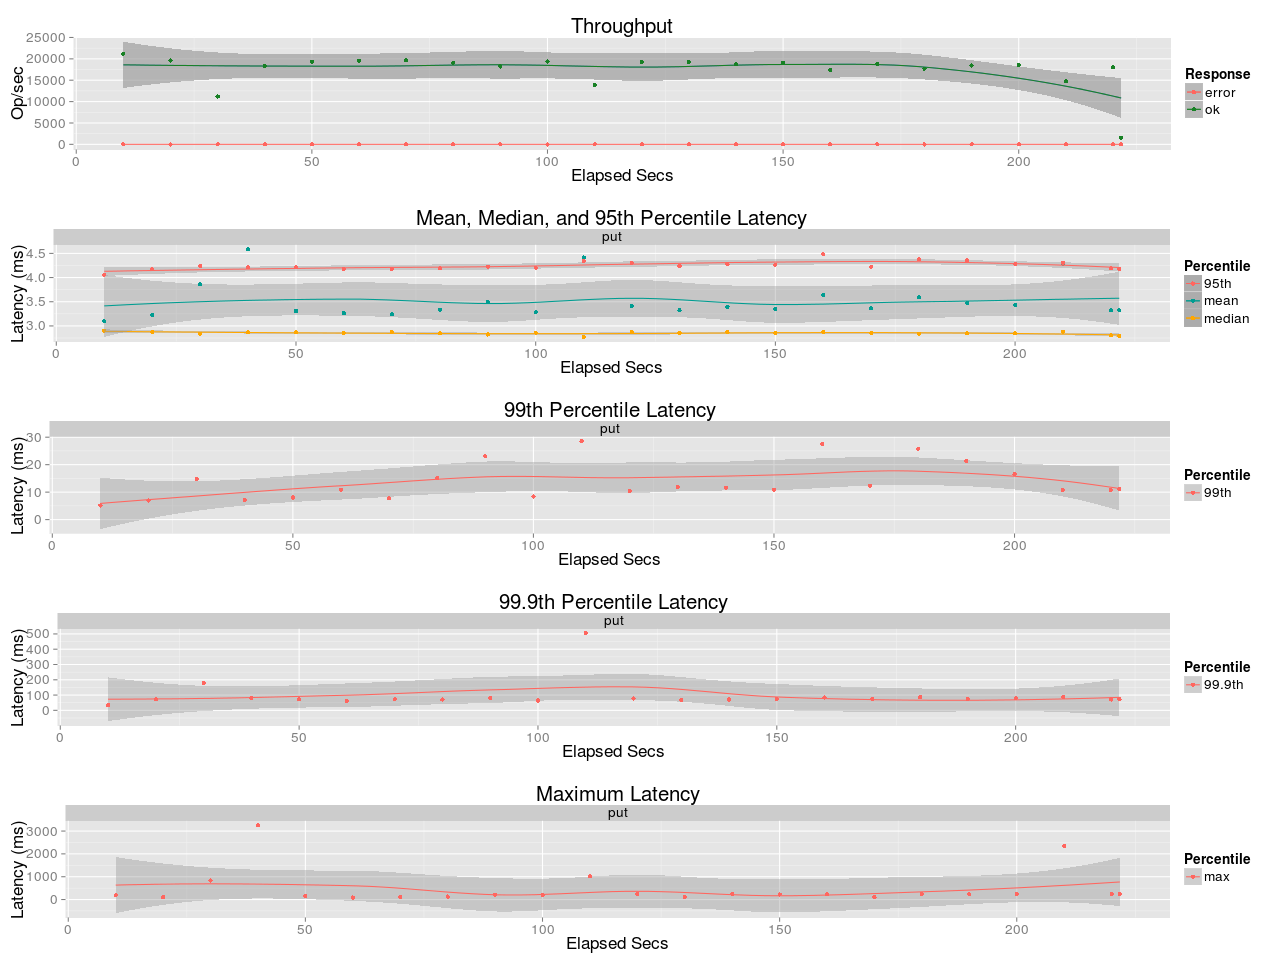 Throughput
25000
20000
15000
10000
5000
0
Op/sec
0 50 100 150 200
Elapsed Secs
Response
error
ok
Mean, Median, and 95th Percentile Latency
put
4.5
4.0
3.5
3.0
Latency (ms)
0 50 100 150 200
Elapsed Secs
Percentile
95th
mean
median
99th Percentile Latency
put
30
20
10
0
Latency (ms)
0 50 100 150 200
Elapsed Secs
Percentile
99th
99.9th Percentile Latency
put
500
400
300
200
100
0
Latency (ms)
0 50 100 150 200
Elapsed Secs
Percentile
99.9th
Maximum Latency
put
3000
2000
1000
0
Latency (ms)
0 50 100 150 200
Elapsed Secs
Percentile
max